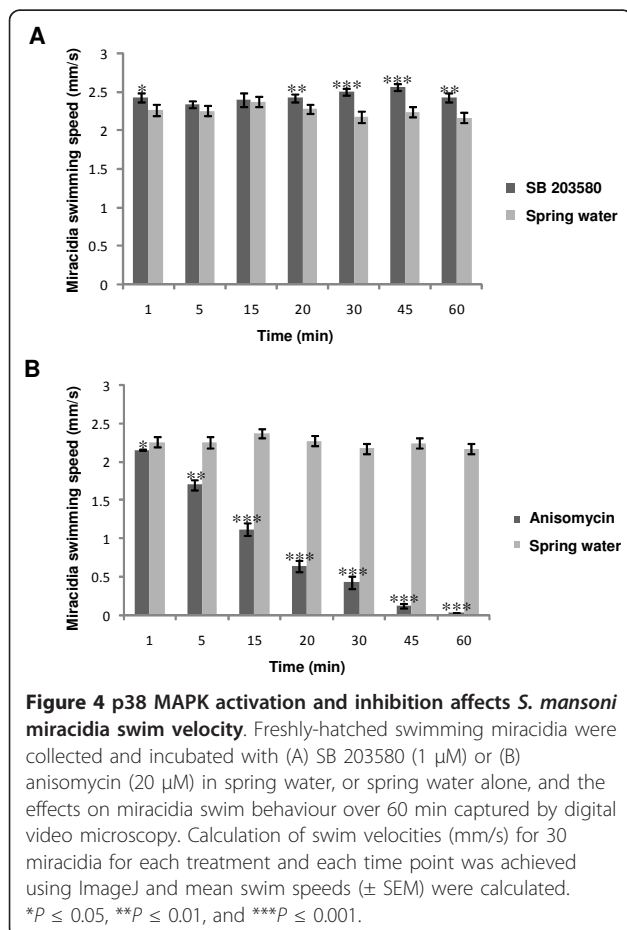 A
Miracidia swimming speed (mm/s)
3
2.5
2
1.5
1
0.5
0
* ** *** *** **
1 5 15 20 30 45 60
Time (min)
SB 203580
Spring water
B
Miracidia swimming speed (mm/s)
3
2.5
2
1.5
1
0.5
0
* ** *** *** *** *** ***
1 5 15 20 30 45 60
Time (min)
Anisomycin
Spring water
Figure 4 p38 MAPK activation and inhibition affects S. mansoni
miracidia swim velocity. Freshly-hatched swimming miracidia were
collected and incubated with (A) SB 203580 (1 μM) or (B)
anisomycin (20 μM) in spring water, or spring water alone, and the
effects on miracidia swim behaviour over 60 min captured by digital
video microscopy. Calculation of swim velocities (mm/s) for 30
miracidia for each treatment and each time point was achieved
using ImageJ and mean swim speeds (± SEM) were calculated.
*P ≤ 0.05, **P ≤ 0.01, and ***P ≤ 0.001.